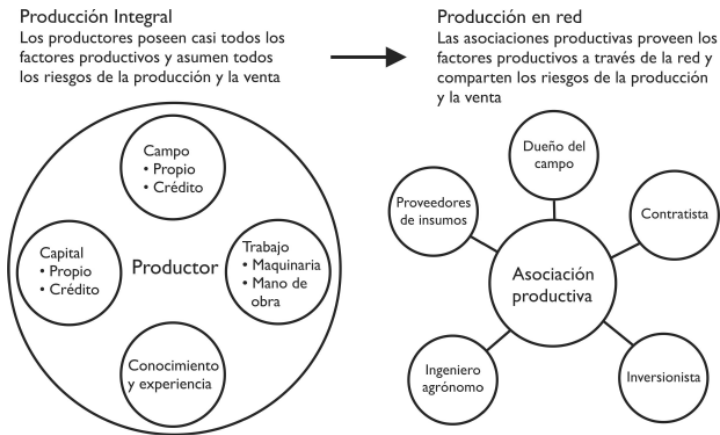 Producción Integral
Los productores poseen casi todos los
factores productivos y asumen todos
los riesgos de la producción y la venta
Producción en red
Las asociaciones productivas proveen los
factores productivos a través de la red y
comparten los riesgos de la producción
y la venta
Campo
• Propio
• Crédito
Capital
• Propio
• Crédito
Productor
Trabajo
• Maquinaria
• Mano de
obra
Conocimiento
y experiencia
Dueño del
campo
Proveedores
de insumos
Contratista
Asociación
productiva
Ingeniero
agrónomo
Inversionista